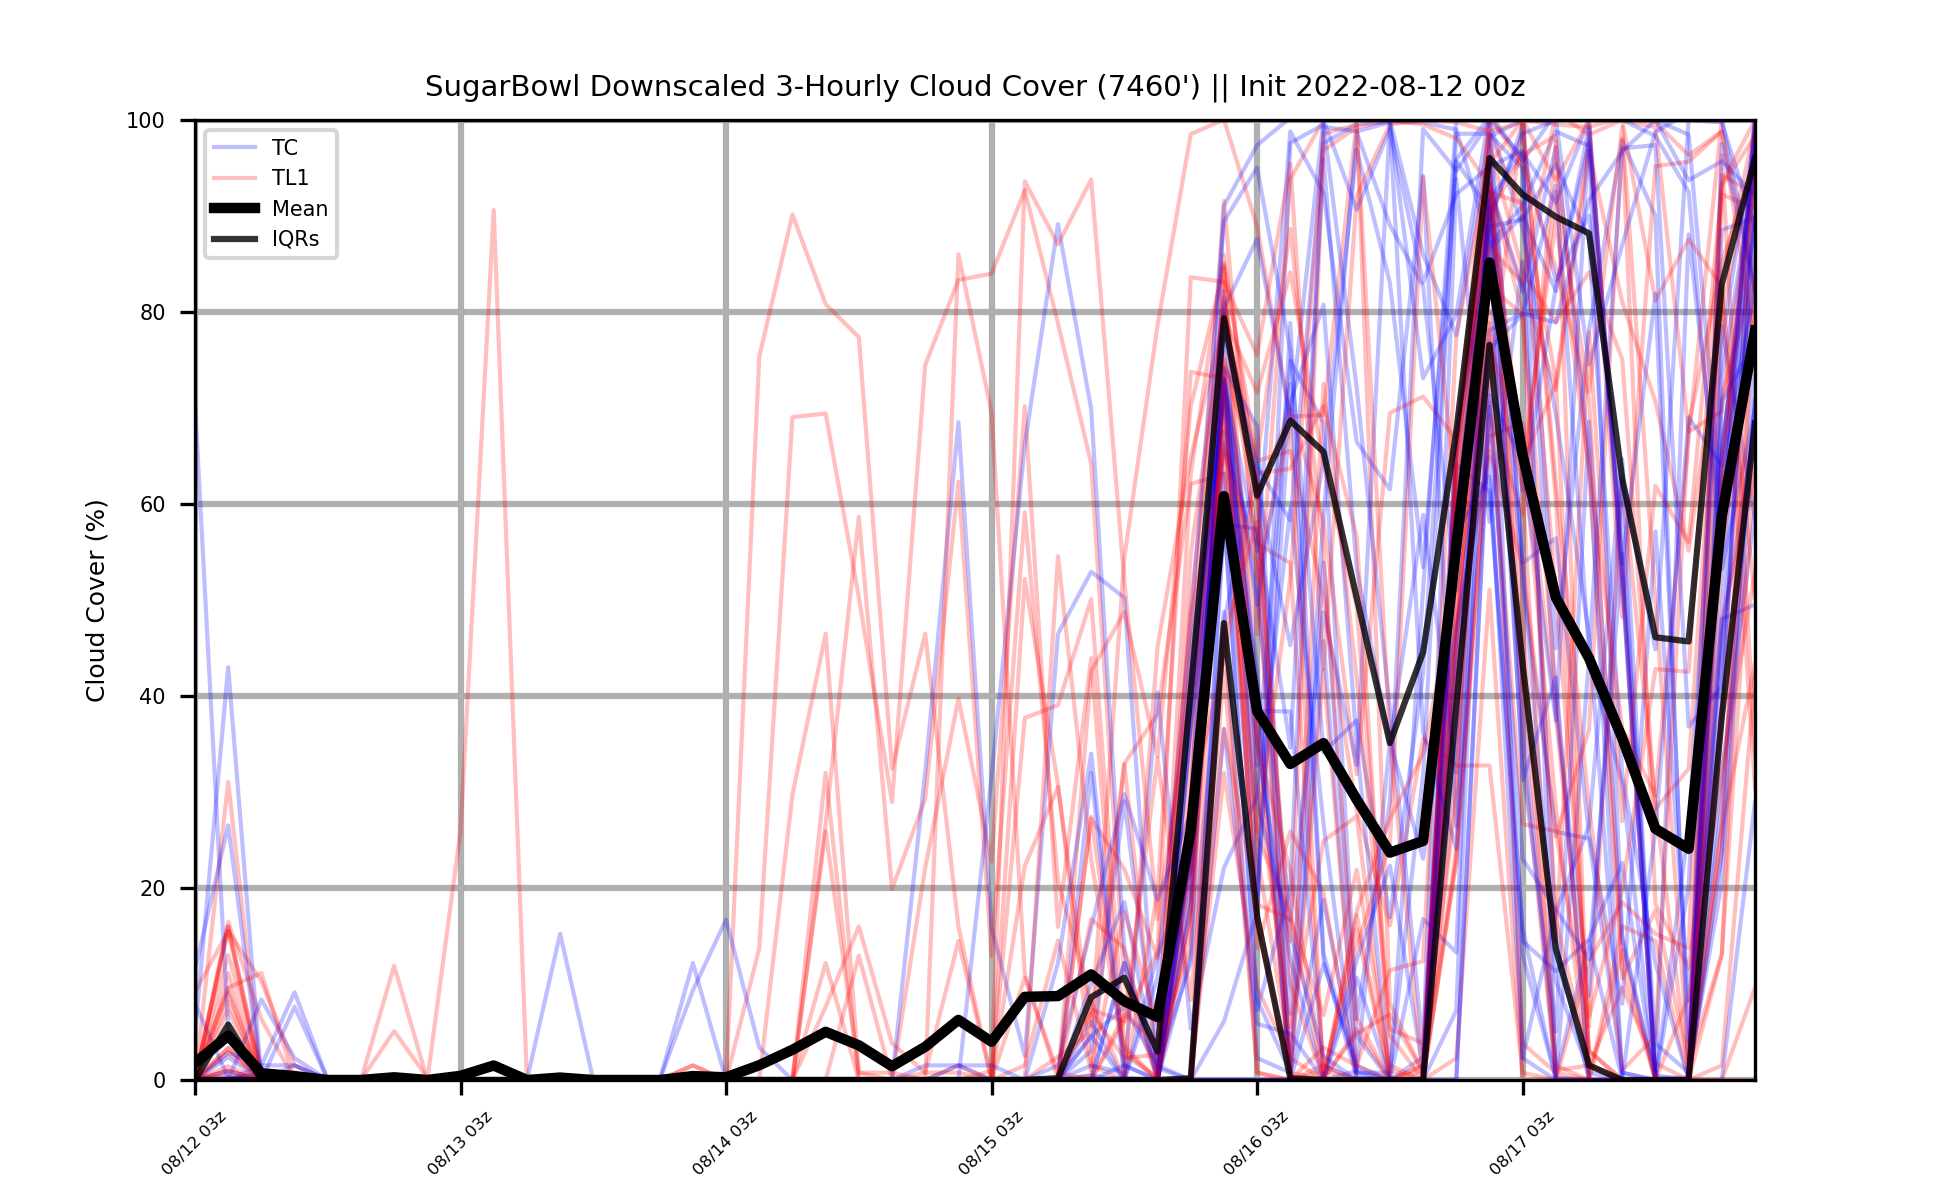 SugarBowl Downscaled 3-Hourly Cloud Cover (7460') || Init 2022-08-12 00z
100
80
60
40
20
0
Cloud Cover (%)
TC
TL1
Mean
IQRs
08/12 03z
08/13 03z
08/14 03z
08/15 03z
08/16 03z
08/17 03z